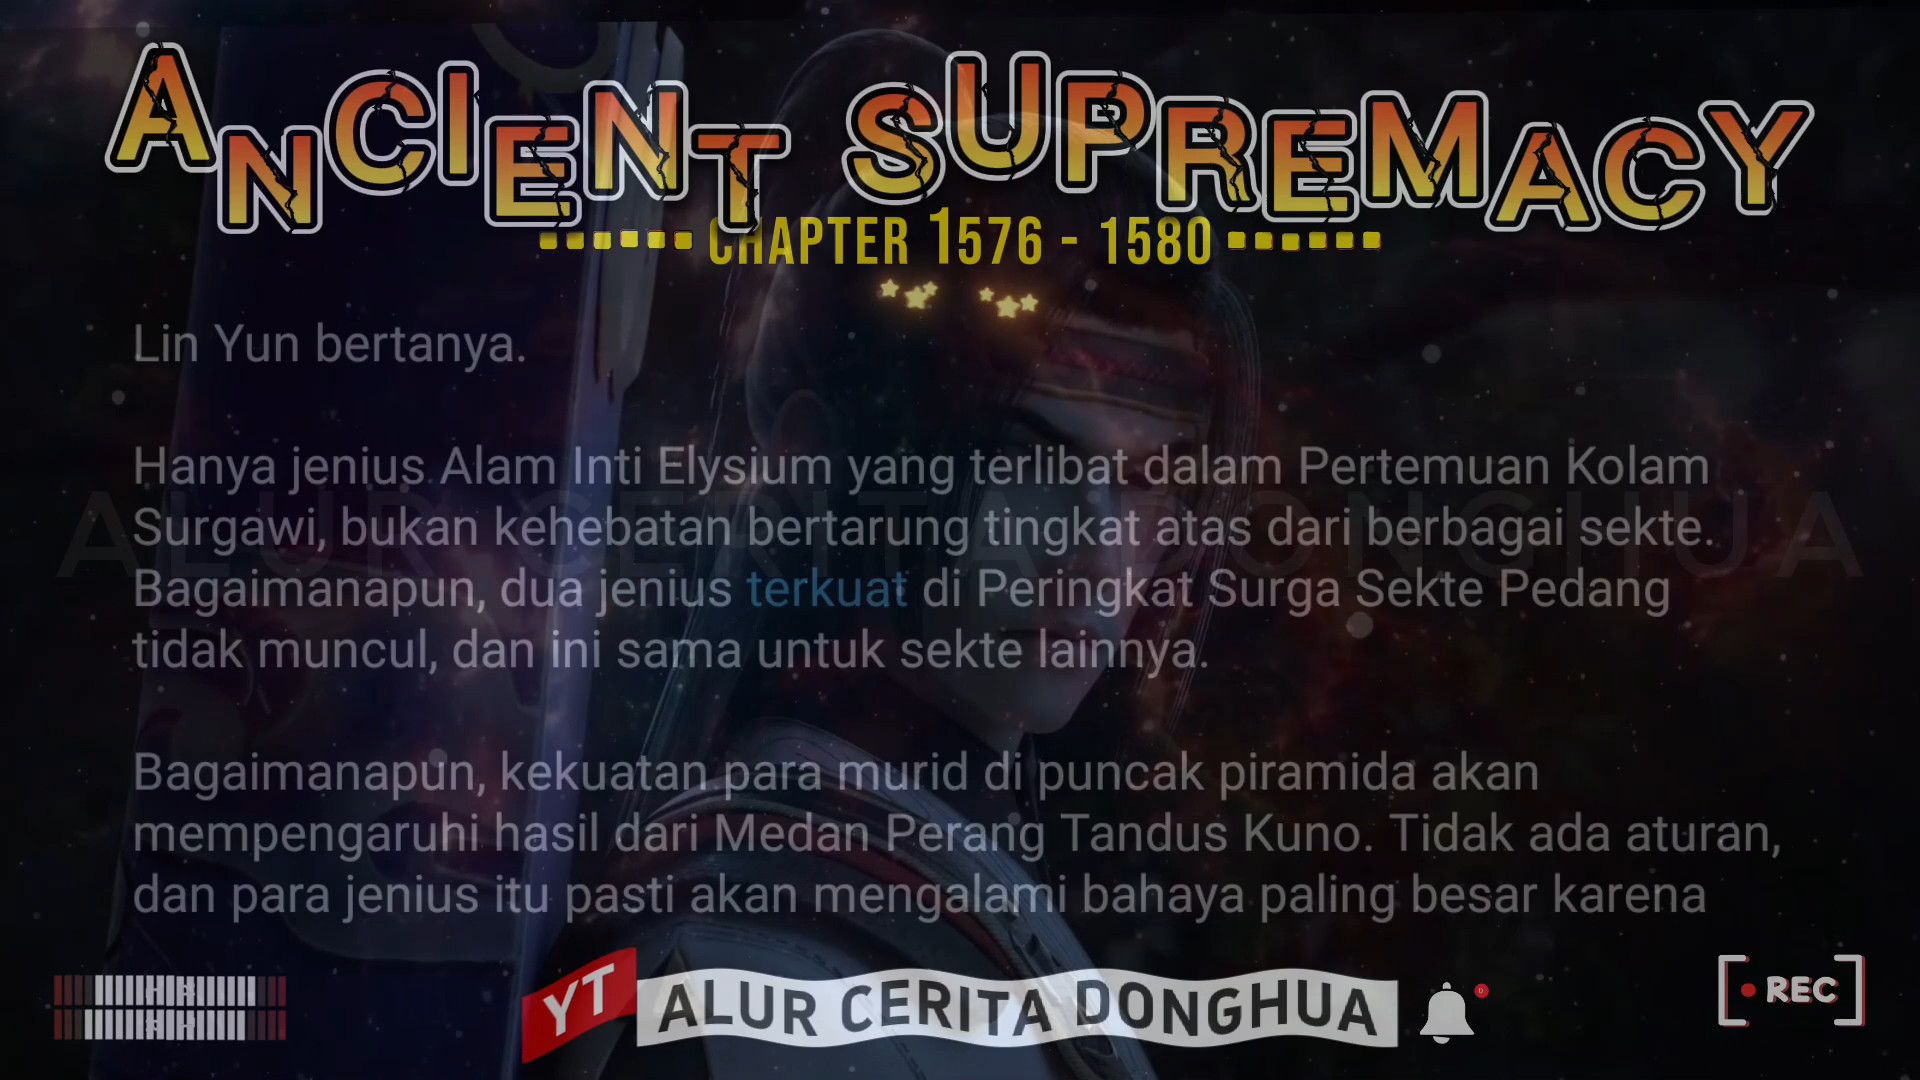 ANCIENT SUPREMACY
CHAPTER 1576 - 1580
Lin Yun bertanya.
Hanya jenius Alam Inti Elysium yang terlibat dalam Pertemuan Kolam
Surgawi, bukan kehebatan bertarung tingkat atas dari berbagai sekte.
Bagaimanapun, dua jenius terkuat di Peringkat Surga Sekte Pedang
tidak muncul, dan ini sama untuk sekte lainnya.
ALUR CERITA DONGHUA
Bagaimanapun, kekuatan para murid di puncak piramida akan
mempengaruhi hasil dari Medan Perang Tandus Kuno. Tidak ada aturan,
dan para jenius itu pasti akan mengalami bahaya paling besar karena
YT ALUR CERITA DONGHUA
REC